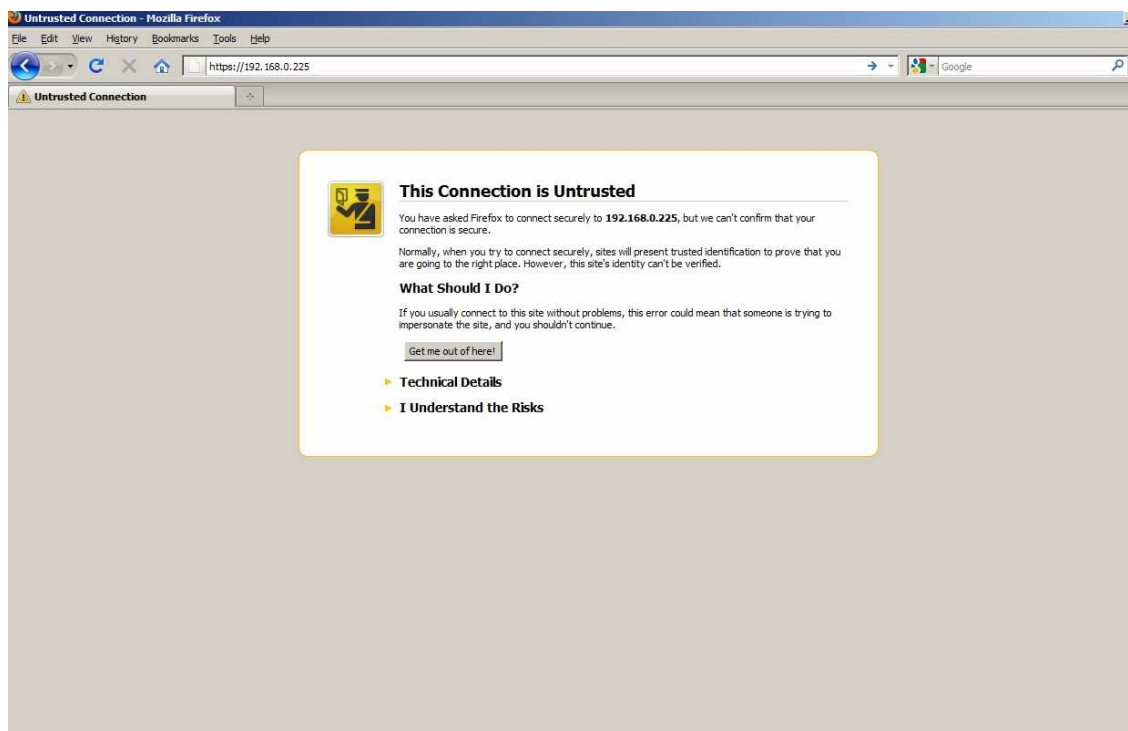 Untrusted Connection - Mozilla Firefox
File Edit View History Bookmarks Tools Help
https://192.168.0.225 Google
Untrusted Connection
This Connection is Untrusted
You have asked Firefox to connect securely to 192.168.0.225, but we can't confirm that your
connection is secure.
Normally, when you try to connect securely, sites will present trusted identification to prove that you
are going to the right place. However, this site's identity can't be verified.
What Should I Do?
If you usually connect to this site without problems, this error could mean that someone is trying to
impersonate the site, and you shouldn't continue.
Get me out of here!
Technical Details
I Understand the Risks